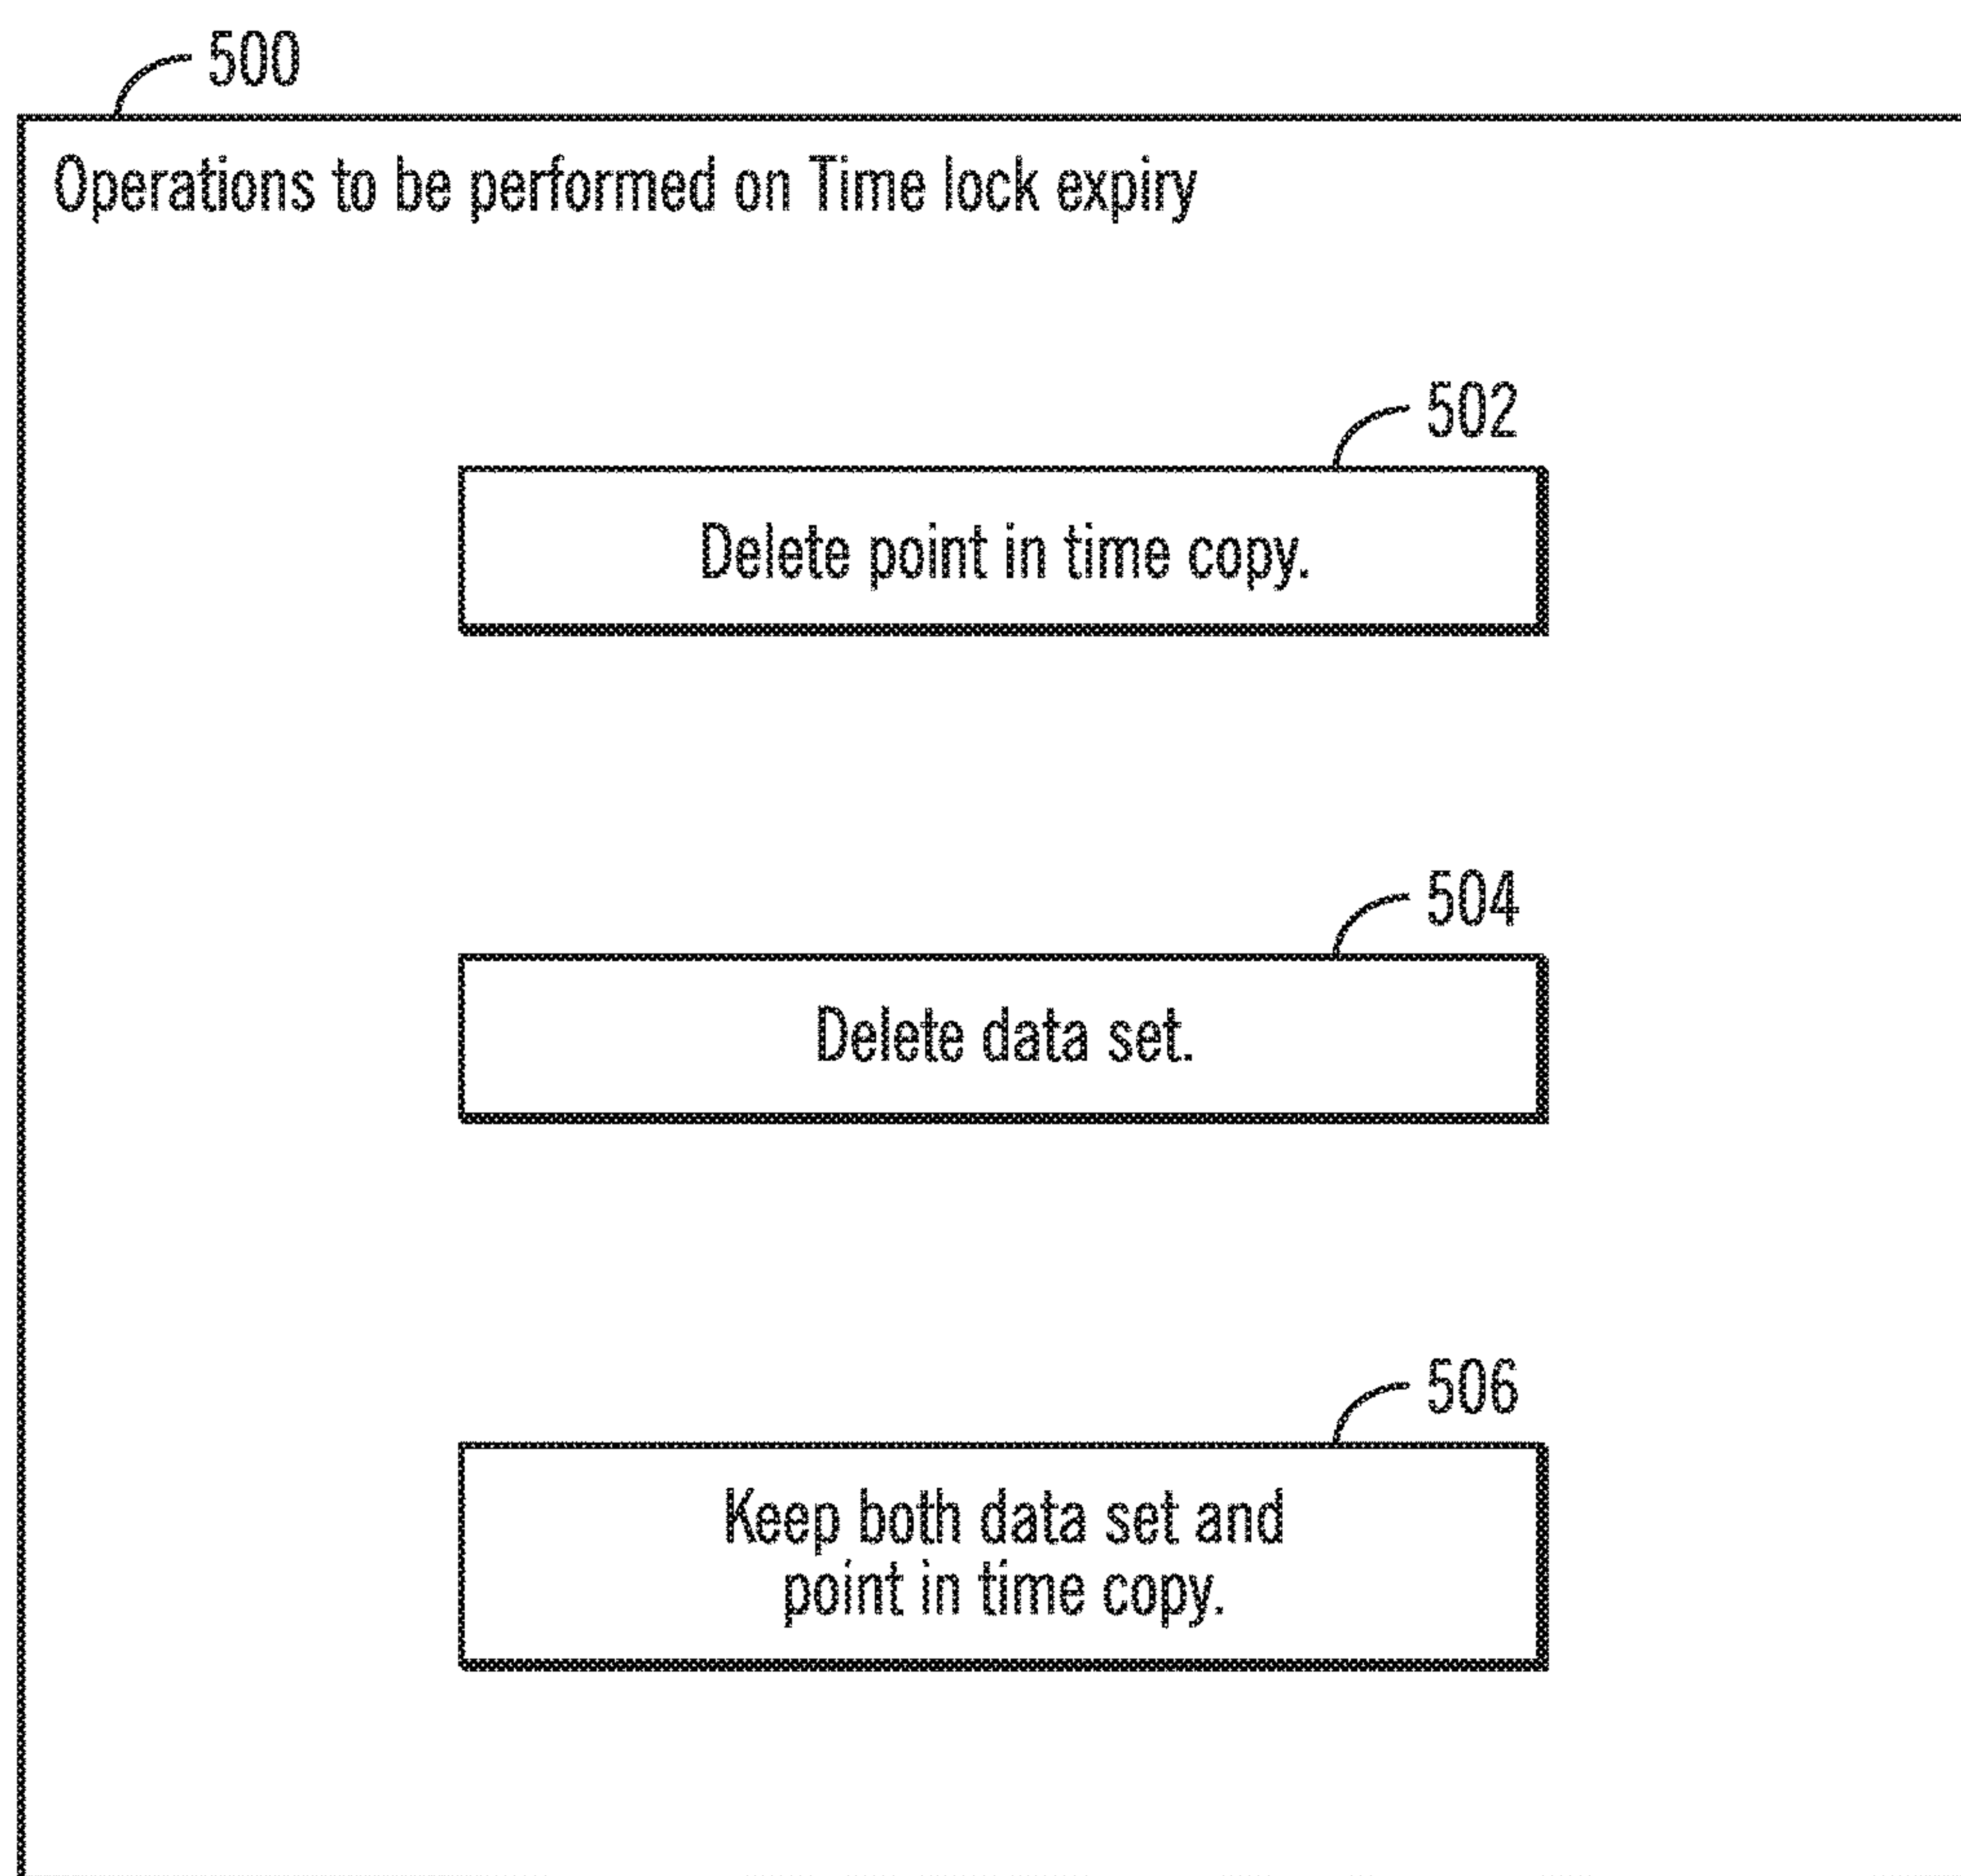 500
Operations to be performed on Time lock expiry
502
Delete point in time copy.
504
Delete data set.
506
Keep both data set and
point in time copy.